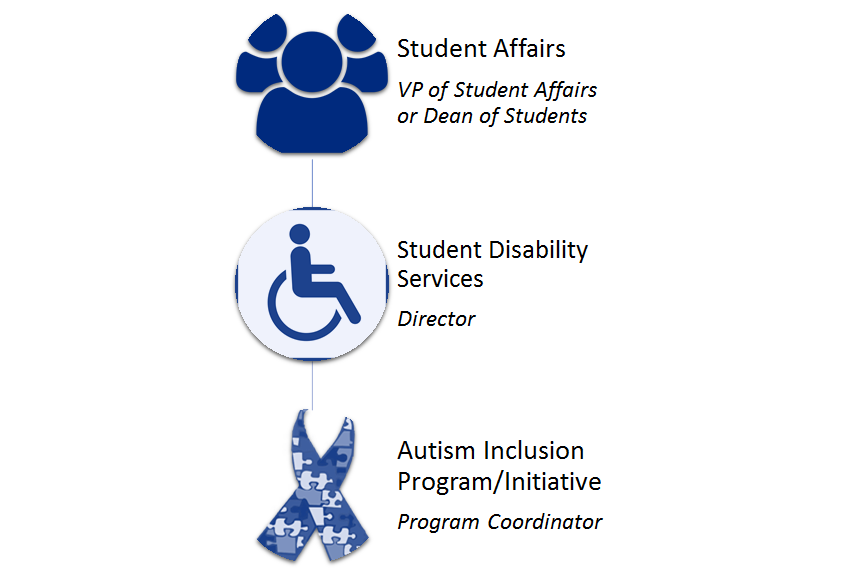 Student Affairs
VP of Student Affairs
or Dean of Students
Student Disability
Services
Director
Autism Inclusion
Program/Initiative
Program Coordinator